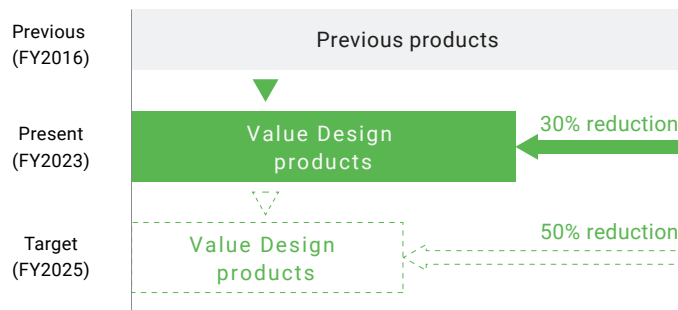 Previous
(FY2016)
Previous products
Present
(FY2023)
Value Design
products
30% reduction
Target
(FY2025)
Value Design
products
50% reduction